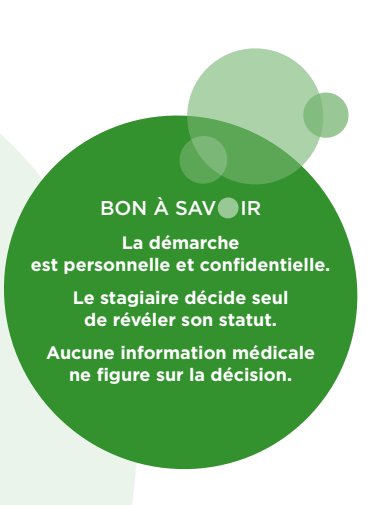 BON À SAVOIR
La démarche
est personnelle et confidentielle.
Le stagiaire décide seul
de révéler son statut.
Aucune information médicale
ne figure sur la décision.